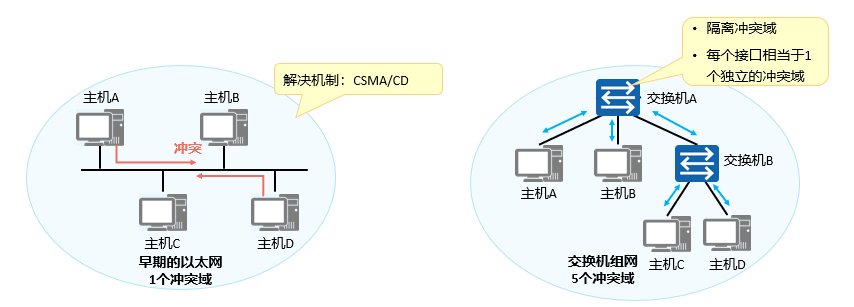 解决机制：CSMA/CD
主机A
主机B
冲突
主机C
主机D
早期的以太网
1个冲突域
• 隔离冲突域
• 每个接口相当于1
个独立的冲突域
交换机A
交换机B
主机A
主机B
主机C
主机D
交换机组网
5个冲突域